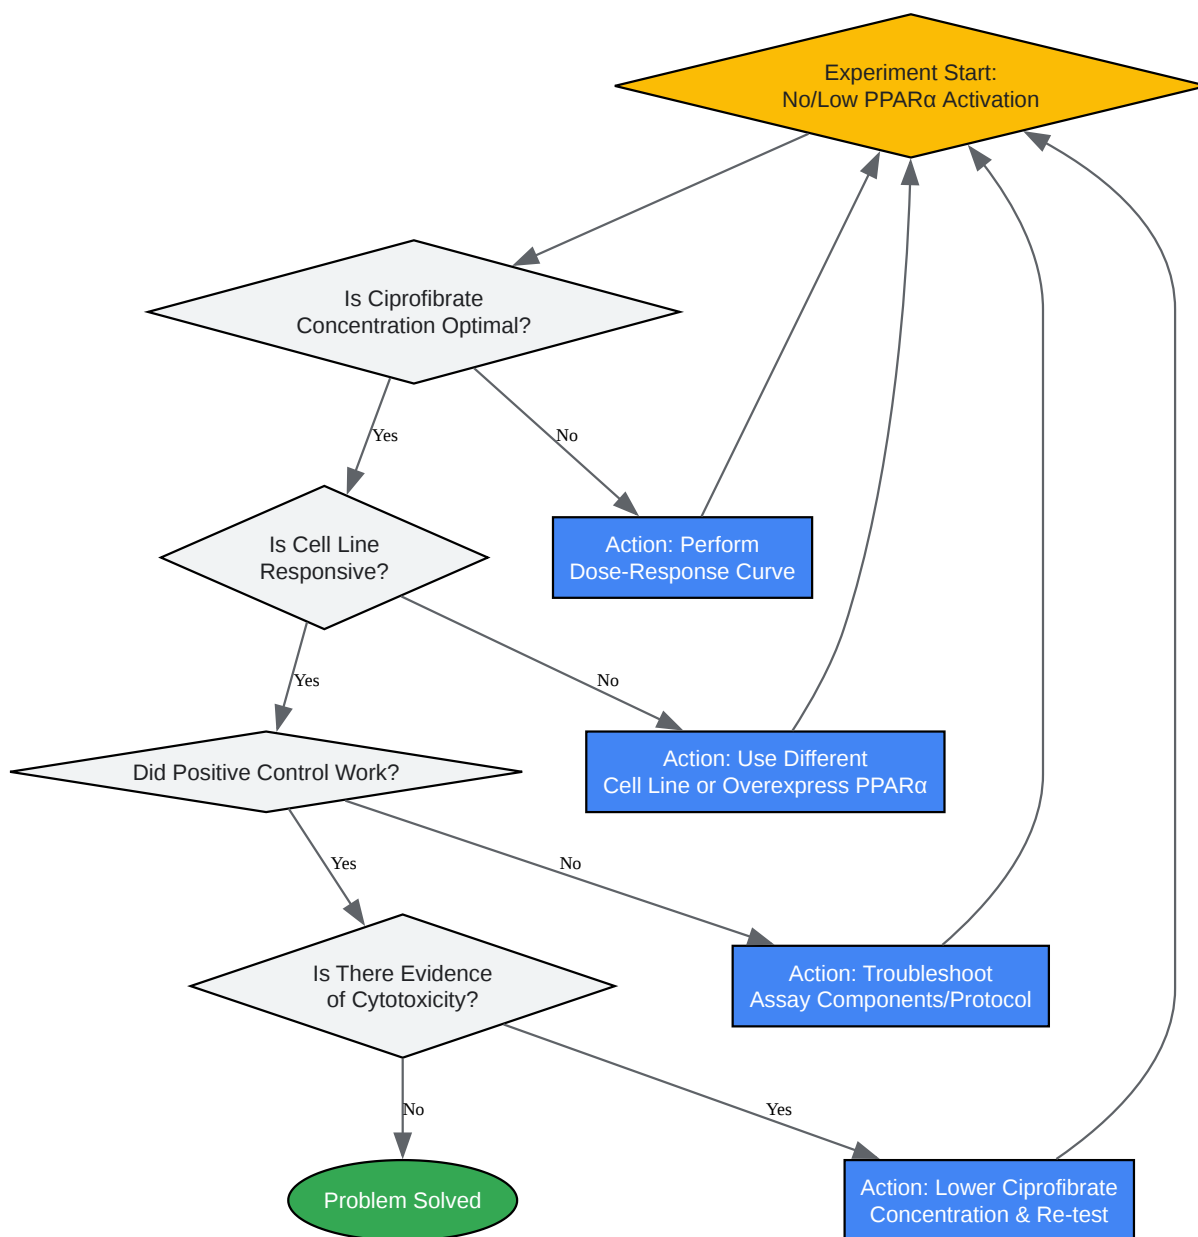 Experiment Start:
No/Low PPARα Activation
Is Ciprofibrate
Concentration Optimal?
Yes
No
Is Cell Line
Responsive?
Action: Perform
Dose-Response Curve
Yes
No
Did Positive Control Work?
Action: Use Different
Cell Line or Overexpress PPARα
Yes
No
Is There Evidence
of Cytotoxicity?
Action: Troubleshoot
Assay Components/Protocol
No
Yes
Problem Solved
Action: Lower Ciprofibrate
Concentration & Re-test